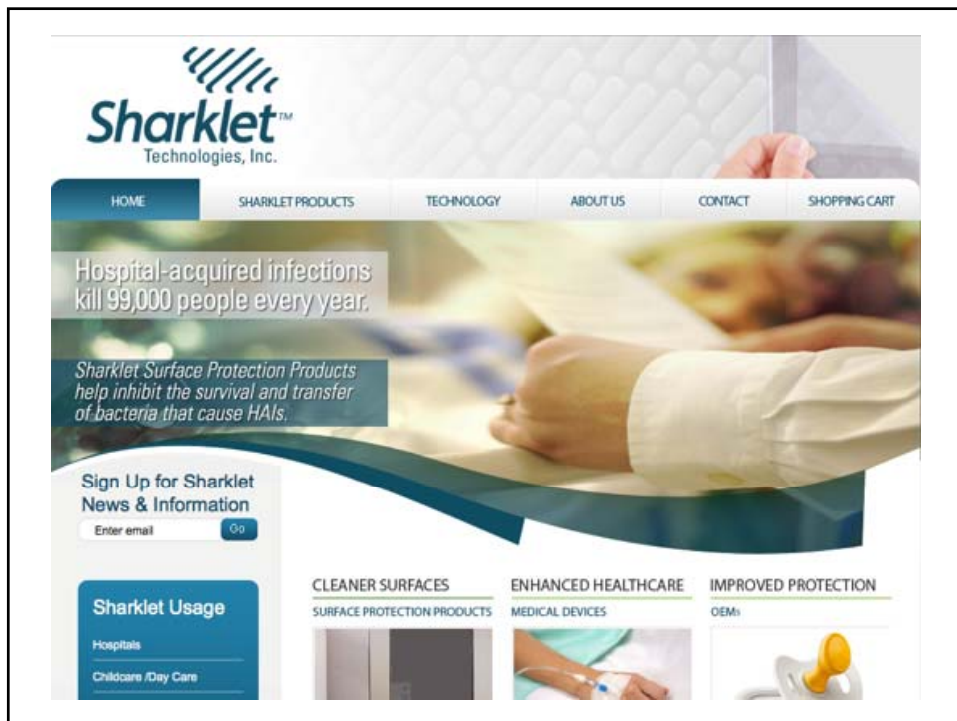 Sharklet™
Technologies, Inc.
HOME SHARKLET PRODUCTS TECHNOLOGY ABOUT US CONTACT SHOPPING CART
Hospital-acquired infections
kill 99,000 people every year.
Sharklet Surface Protection Products
help inhibit the survival and transfer
of bacteria that cause HAIs.
Sign Up for Sharklet
News & Information
Enter email Go
Sharklet Usage
Hospitals
Childcare /Day Care
CLEANER SURFACES
SURFACE PROTECTION PRODUCTS
ENHANCED HEALTHCARE
MEDICAL DEVICES
IMPROVED PROTECTION
OEMs